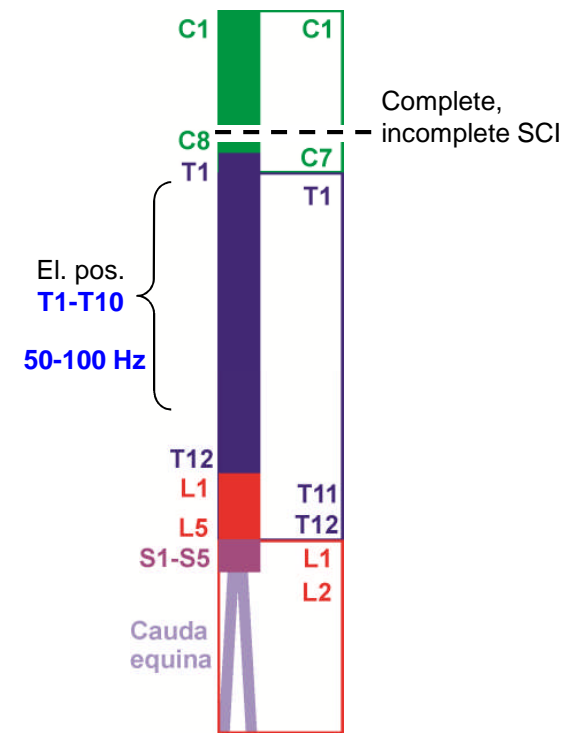 C1 C1
Complete,
incomplete SCI
C8
C7
T1
T1
El. pos.
T1-T10
50-100 Hz
T12
L1 T11
L5 T12
S1-S5 L1
L2
Cauda
equina